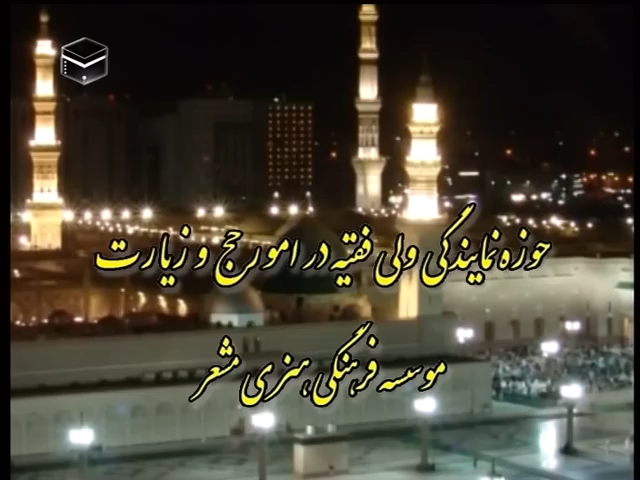 حوزه نمایندگی ولی فقیه در امور حج و زیارت
موسسه فرهنگی هنری مشعر